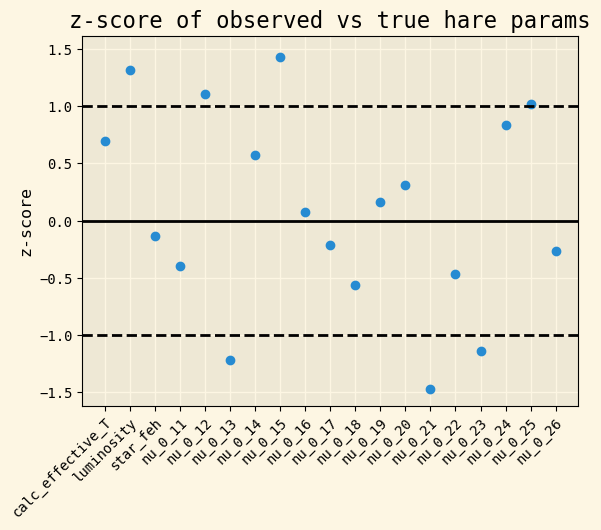 z-score of observed vs true hare params
z-score
1.5
1.0
0.5
0.0
−0.5
−1.0
−1.5
calc_effective_T
luminosity
star_feh
nu_0_11
nu_0_12
nu_0_13
nu_0_14
nu_0_15
nu_0_16
nu_0_17
nu_0_18
nu_0_19
nu_0_20
nu_0_21
nu_0_22
nu_0_23
nu_0_24
nu_0_25
nu_0_26